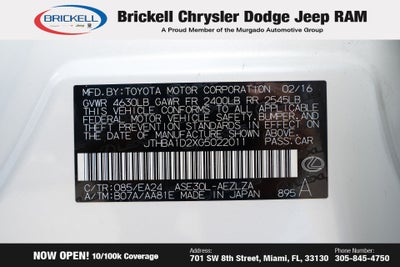 BRICKELL
Brickell Chrysler Dodge Jeep RAM
A Proud Member of the Murgado Automotive Group
MFD.BY:TOYOTA MOTOR CORPORATION 02/16
GVWR 4630LB GAWR FR 2400LB RR 2545LB
THIS VEHICLE CONFORMS TO ALL APPLICABLE
FEDERAL MOTOR VEHICLE SAFETY, BUMPER, AND
THEFT PREVENTION STANDARDS IN EFFECT ON
THE DATE OF MANUFACTURE SHOWN ABOVE.
JTHBA1D2XG5022011 PASS.CAR
C/TR:085/EA24 ASE30L-AEZLZA
A/TM:B07A/AA81E MADE IN JAPAN 895 A
NOW OPEN! 10/100k Coverage
ADDRESS:
701 SW 8th Street, Miami, FL, 33130
PHONE:
305-845-4750